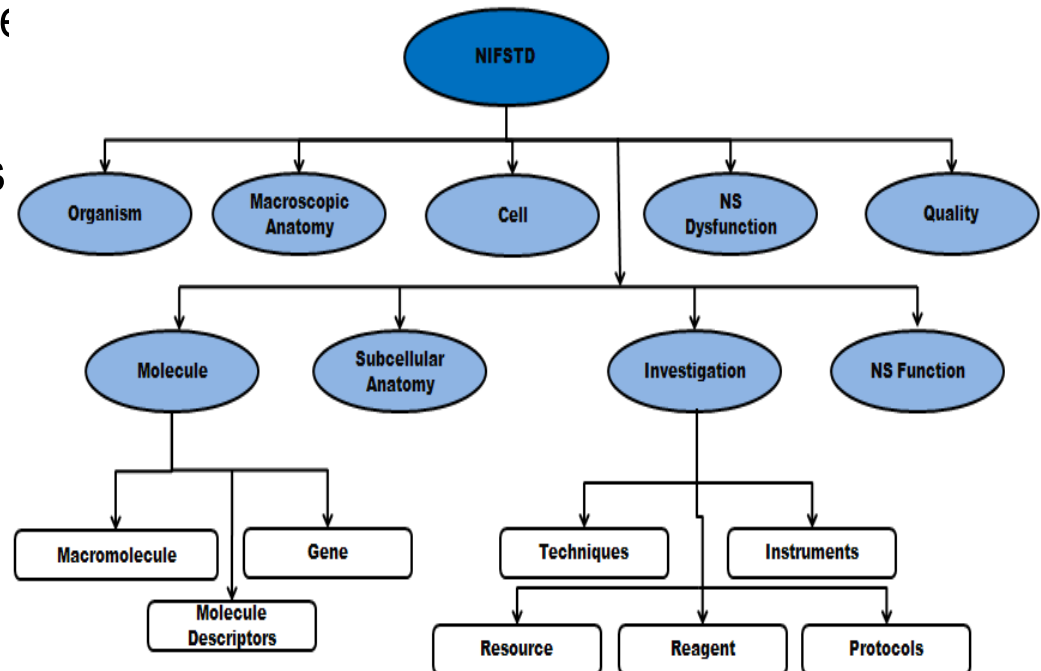 NIFSTD
Organism
Macroscopic
Anatomy
Cell
NS
Dysfunction
Quality
Molecule
Subcellular
Anatomy
Investigation
NS Function
Macromolecule
Gene
Molecule
Descriptors
Techniques
Instruments
Resource
Reagent
Protocols